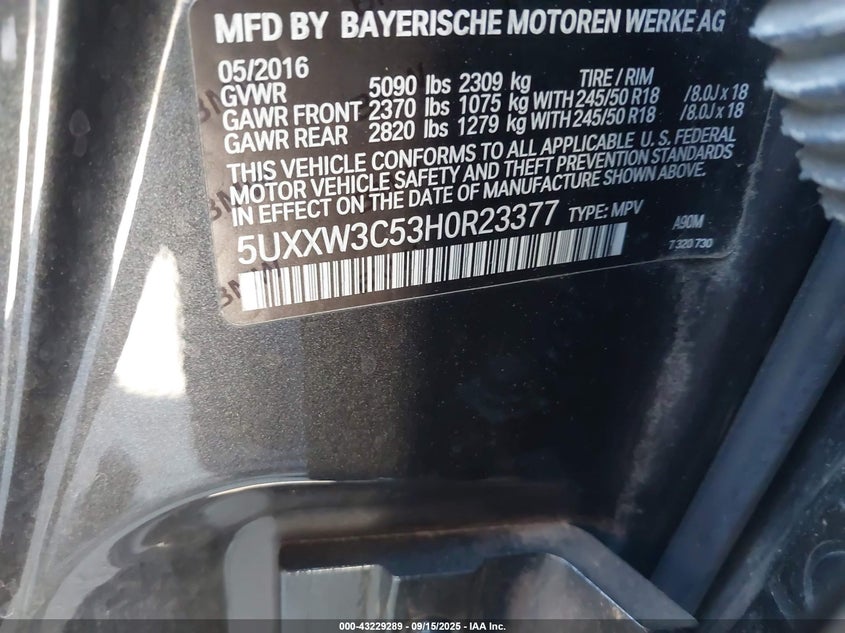 MFD BY BAYERISCHE MOTOREN WERKE AG
05/2016 TIRE / RIM
GVWR 5090 lbs 2309 kg
GAWR FRONT 2370 lbs 1075 kg WITH 245/50 R18 /8.0J x 18
GAWR REAR 2820 lbs 1279 kg WITH 245/50 R18 /8.0J x 18
THIS VEHICLE CONFORMS TO ALL APPLICABLE U.S. FEDERAL
MOTOR VEHICLE SAFETY AND THEFT PREVENTION STANDARDS
IN EFFECT ON THE DATE OF MANUFACTURE SHOWN ABOVE.
5UXXW3C53H0R23377 TYPE: MPV A90M
7 320 730
000-43229289 - 09/15/2025 - IAA Inc.